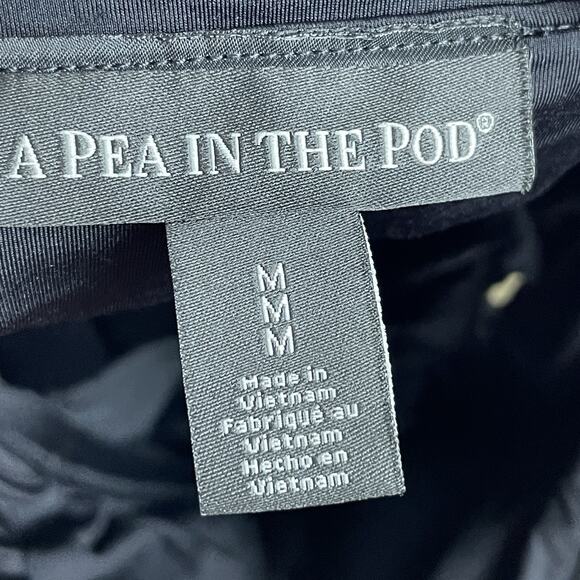 A PEA IN THE POD®
M
M
M
Made in
Vietnam
Fabriqué au
Vietnam
Hecho en
Vietnam